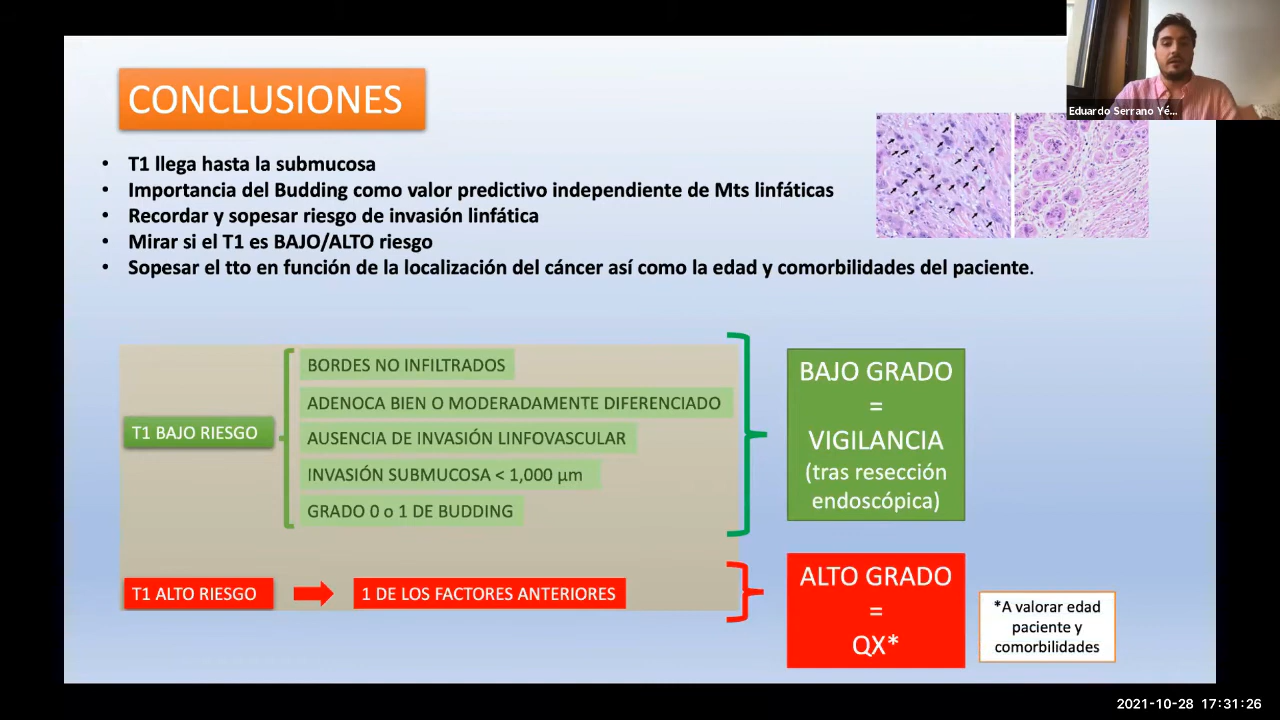 CONCLUSIONES
Eduardo Serrano Yé...
• T1 llega hasta la submucosa
• Importancia del Budding como valor predictivo independiente de Mts linfáticas
• Recordar y sopesar riesgo de invasión linfática
• Mirar si el T1 es BAJO/ALTO riesgo
• Sopesar el tto en función de la localización del cáncer así como la edad y comorbilidades del paciente.
T1 BAJO RIESGO
BORDES NO INFILTRADOS
ADENOCA BIEN O MODERADAMENTE DIFERENCIADO
AUSENCIA DE INVASIÓN LINFOVASCULAR
INVASIÓN SUBMUCOSA < 1,000 µm
GRADO 0 o 1 DE BUDDING
BAJO GRADO
=
VIGILANCIA
(tras resección
endoscópica)
T1 ALTO RIESGO
1 DE LOS FACTORES ANTERIORES
ALTO GRADO
=
QX*
*A valorar edad
paciente y
comorbilidades
2021-10-28 17:31:26